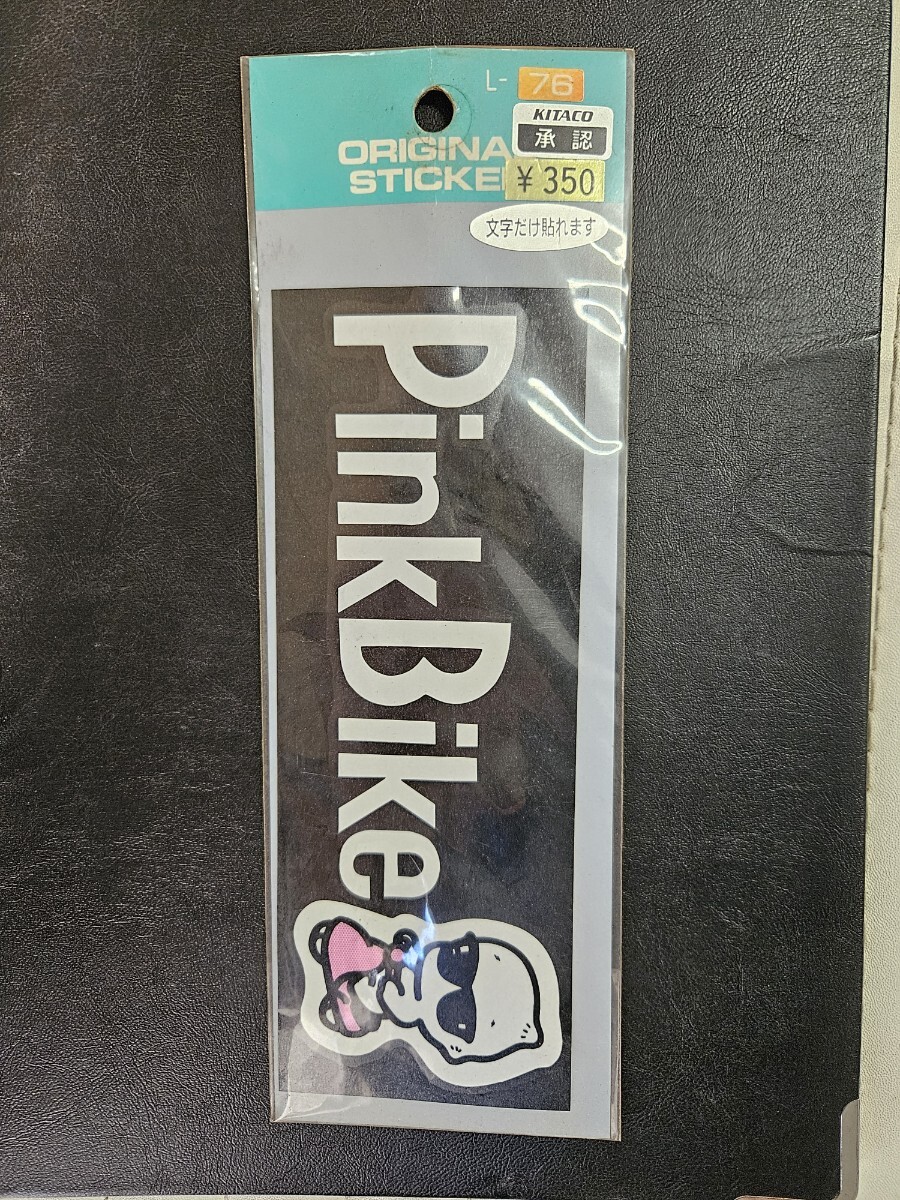 L- 76
KITACO
承認
ORIGINA
STICKE
¥350
文字だけ貼れます
PinkBike